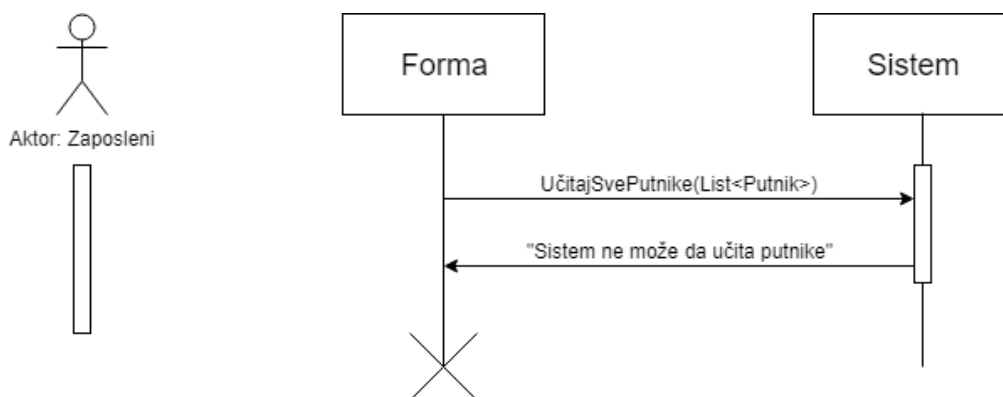 Forma
Sistem
Aktor: Zaposleni
UčitajSvePutnike(List<Putnik>)
"Sistem ne može da učita putnike"